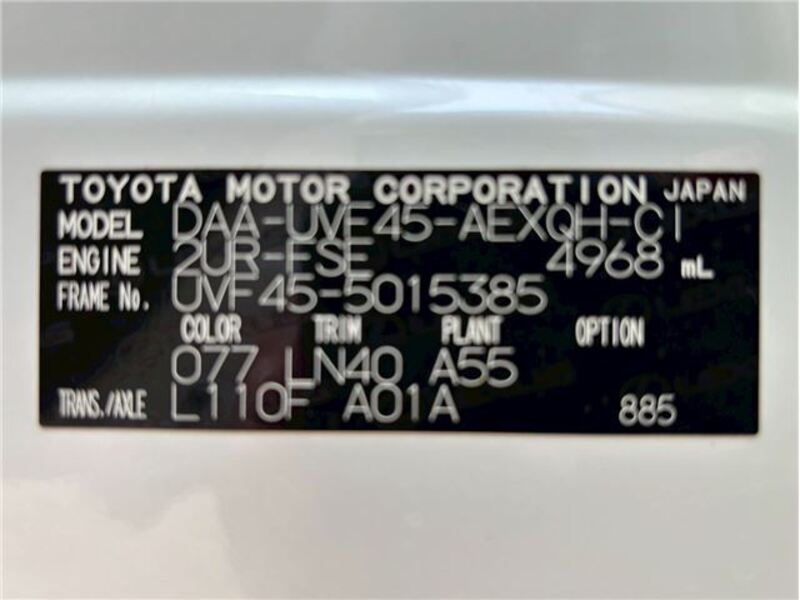 TOYOTA MOTOR CORPORATION JAPAN
MODEL DAA-UVF45-AEXQH-C1
ENGINE 2UR-FSE 4968 mL
FRAME No. UVF45-5015385
COLOR TRIM PLANT OPTION
077 LN40 A55
TRANS./AXLE L110F A01A 885